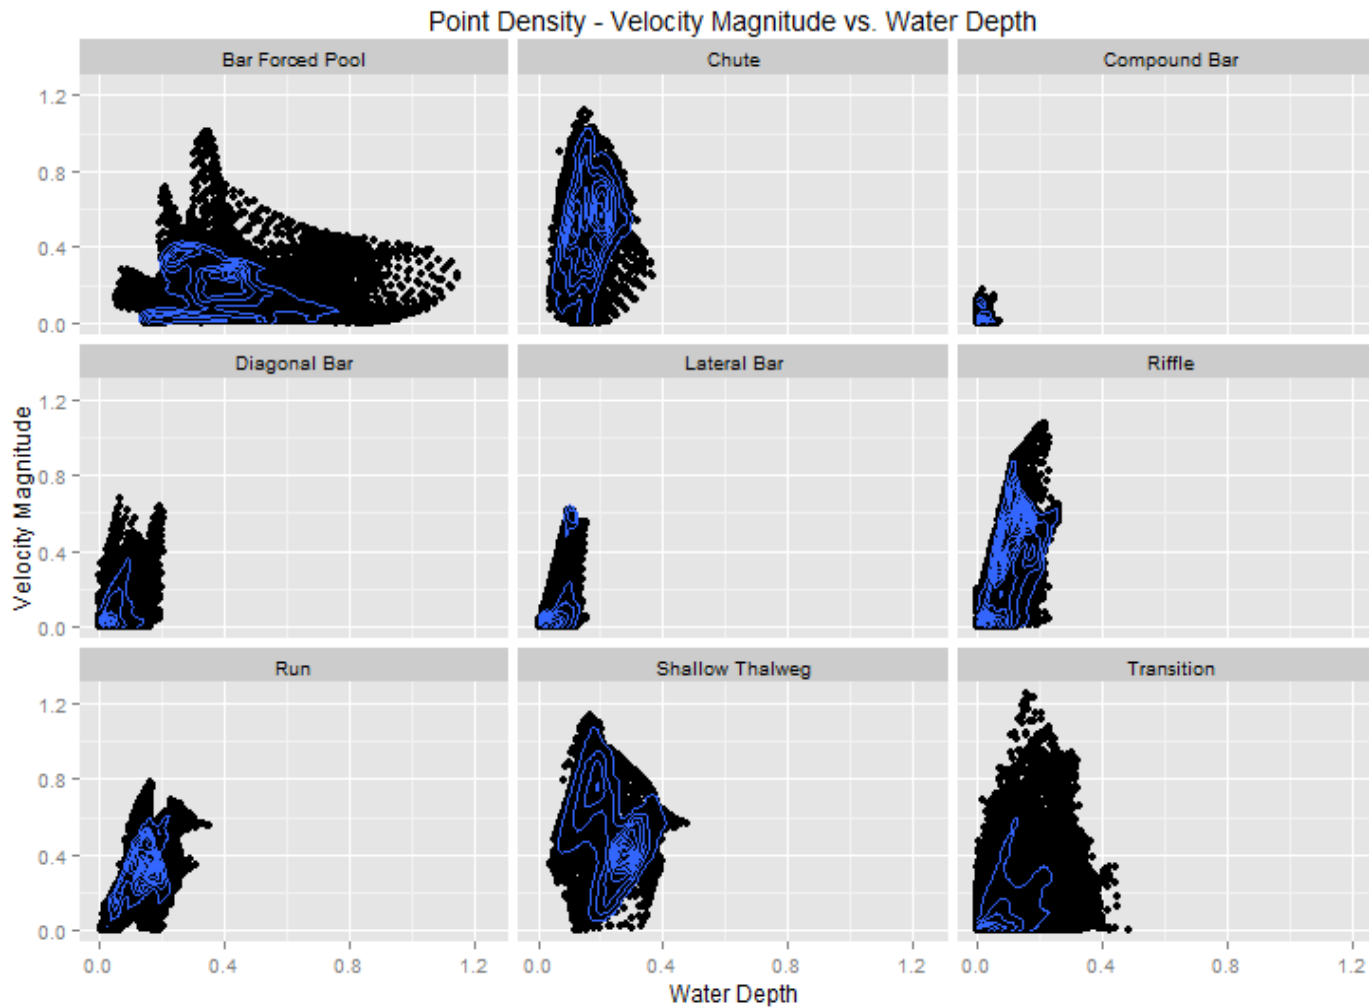 Point Density - Velocity Magnitude vs. Water Depth
Bar Forced Pool
Chute
Compound Bar
1.2
0.8
0.4
0.0
Diagonal Bar
Lateral Bar
Riffle
1.2
0.8
0.4
0.0
Velocity Magnitude
Run
Shallow Thalweg
Transition
1.2
0.8
0.4
0.0
0.0 0.4 0.8 1.2 0.0 0.4 0.8 1.2 0.0 0.4 0.8 1.2
Water Depth